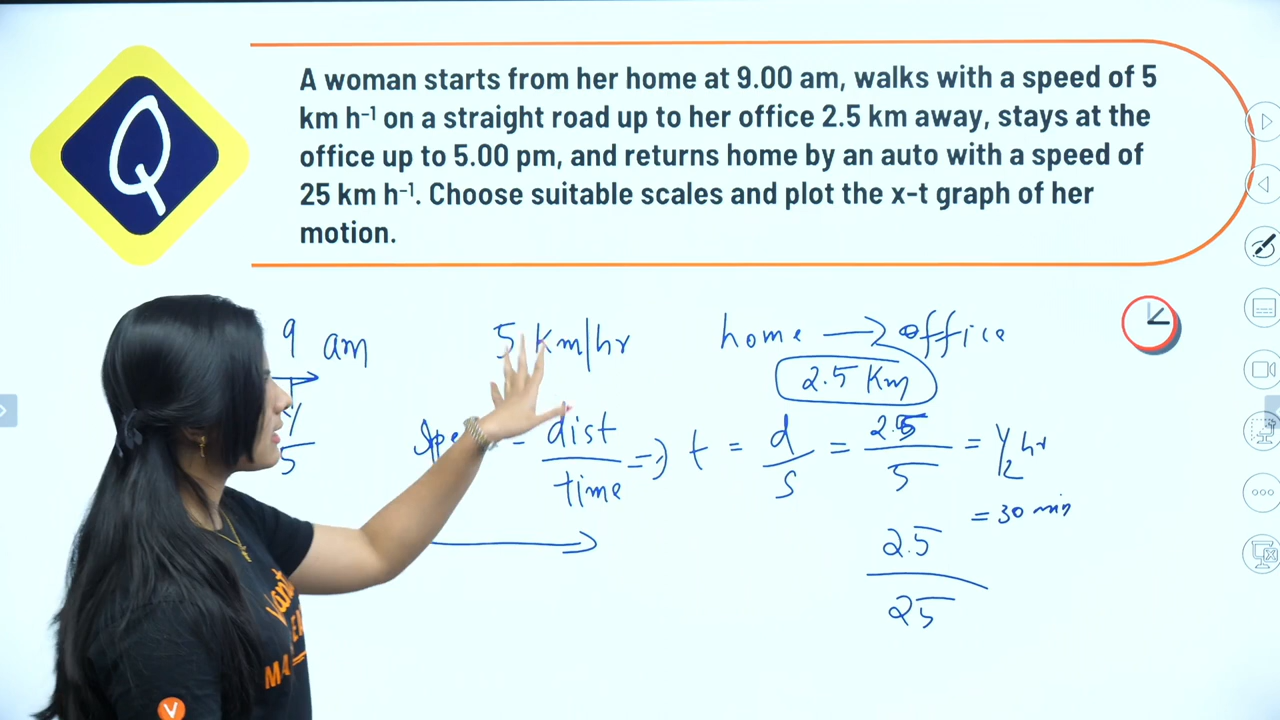 Q
A woman starts from her home at 9.00 am, walks with a speed of 5
km h⁻¹ on a straight road up to her office 2.5 km away, stays at the
office up to 5.00 pm, and returns home by an auto with a speed of
25 km h⁻¹. Choose suitable scales and plot the x-t graph of her
motion.
9 am 5 Km/hr home → office
2.5 Km
= dist/time => t = d/s = 2.5/5 = 1/2 hr
= 30 min
2.5/25
5
V